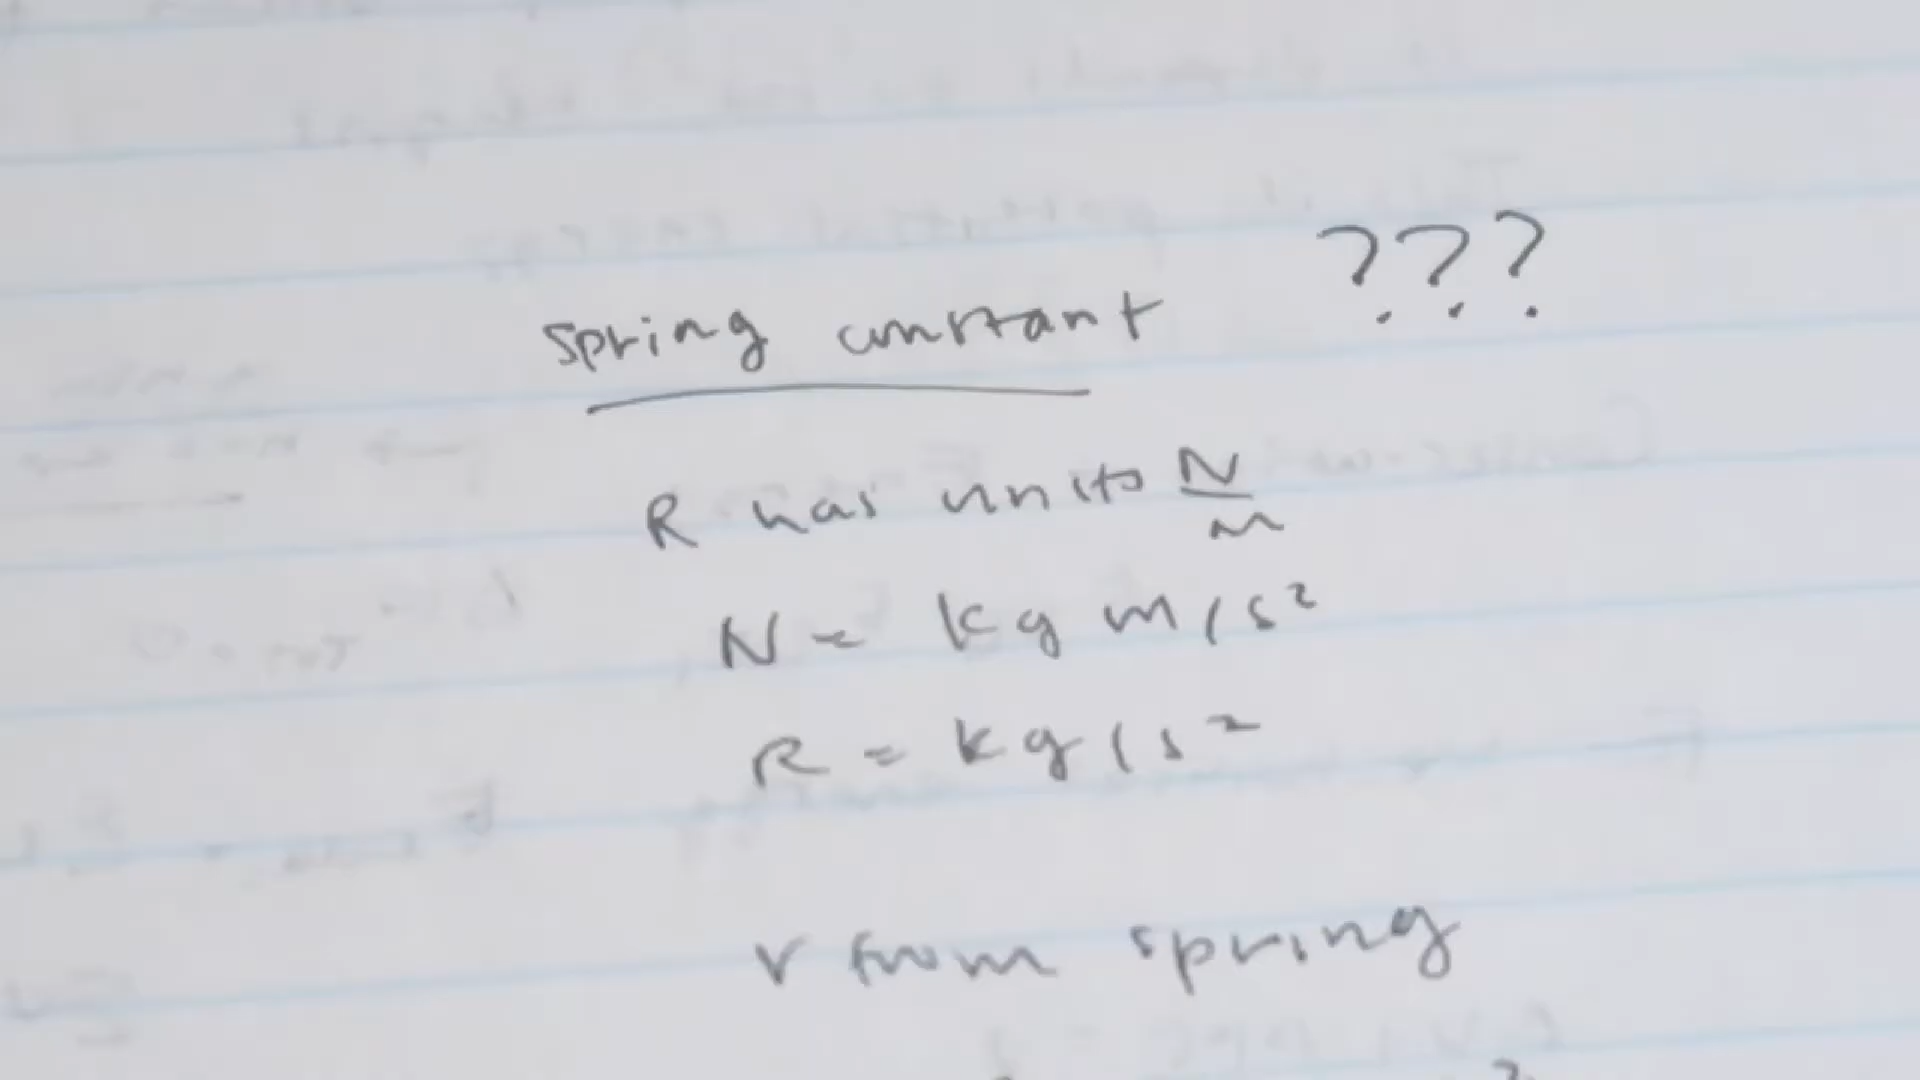 spring constant ???
k has units N/m
N = kg m/s²
k = kg/s²
v from spring